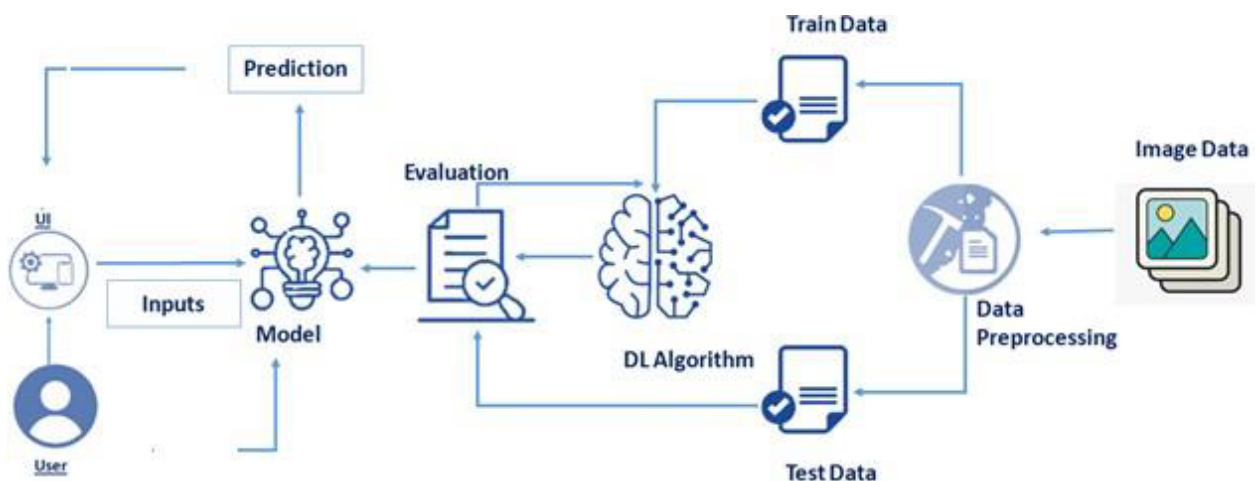 Train Data
Prediction
Image Data
Evaluation
UI
Inputs
Model
Data
Preprocessing
DL Algorithm
User
Test Data